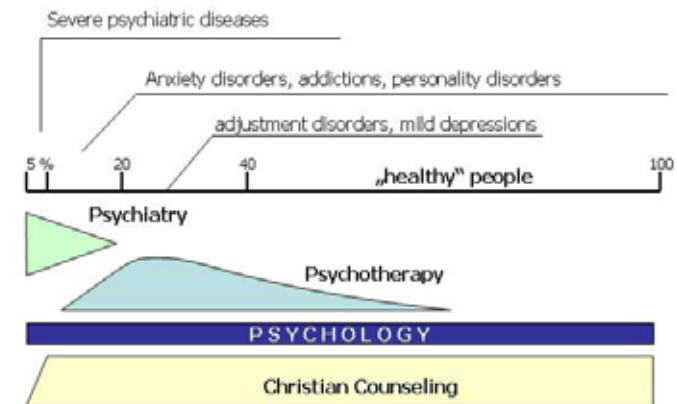 Severe psychiatric diseases
Anxiety disorders, addictions, personality disorders
adjustment disorders, mild depressions
5 % 20 40 100
„healthy“ people
Psychiatry
Psychotherapy
PSYCHOLOGY
Christian Counseling